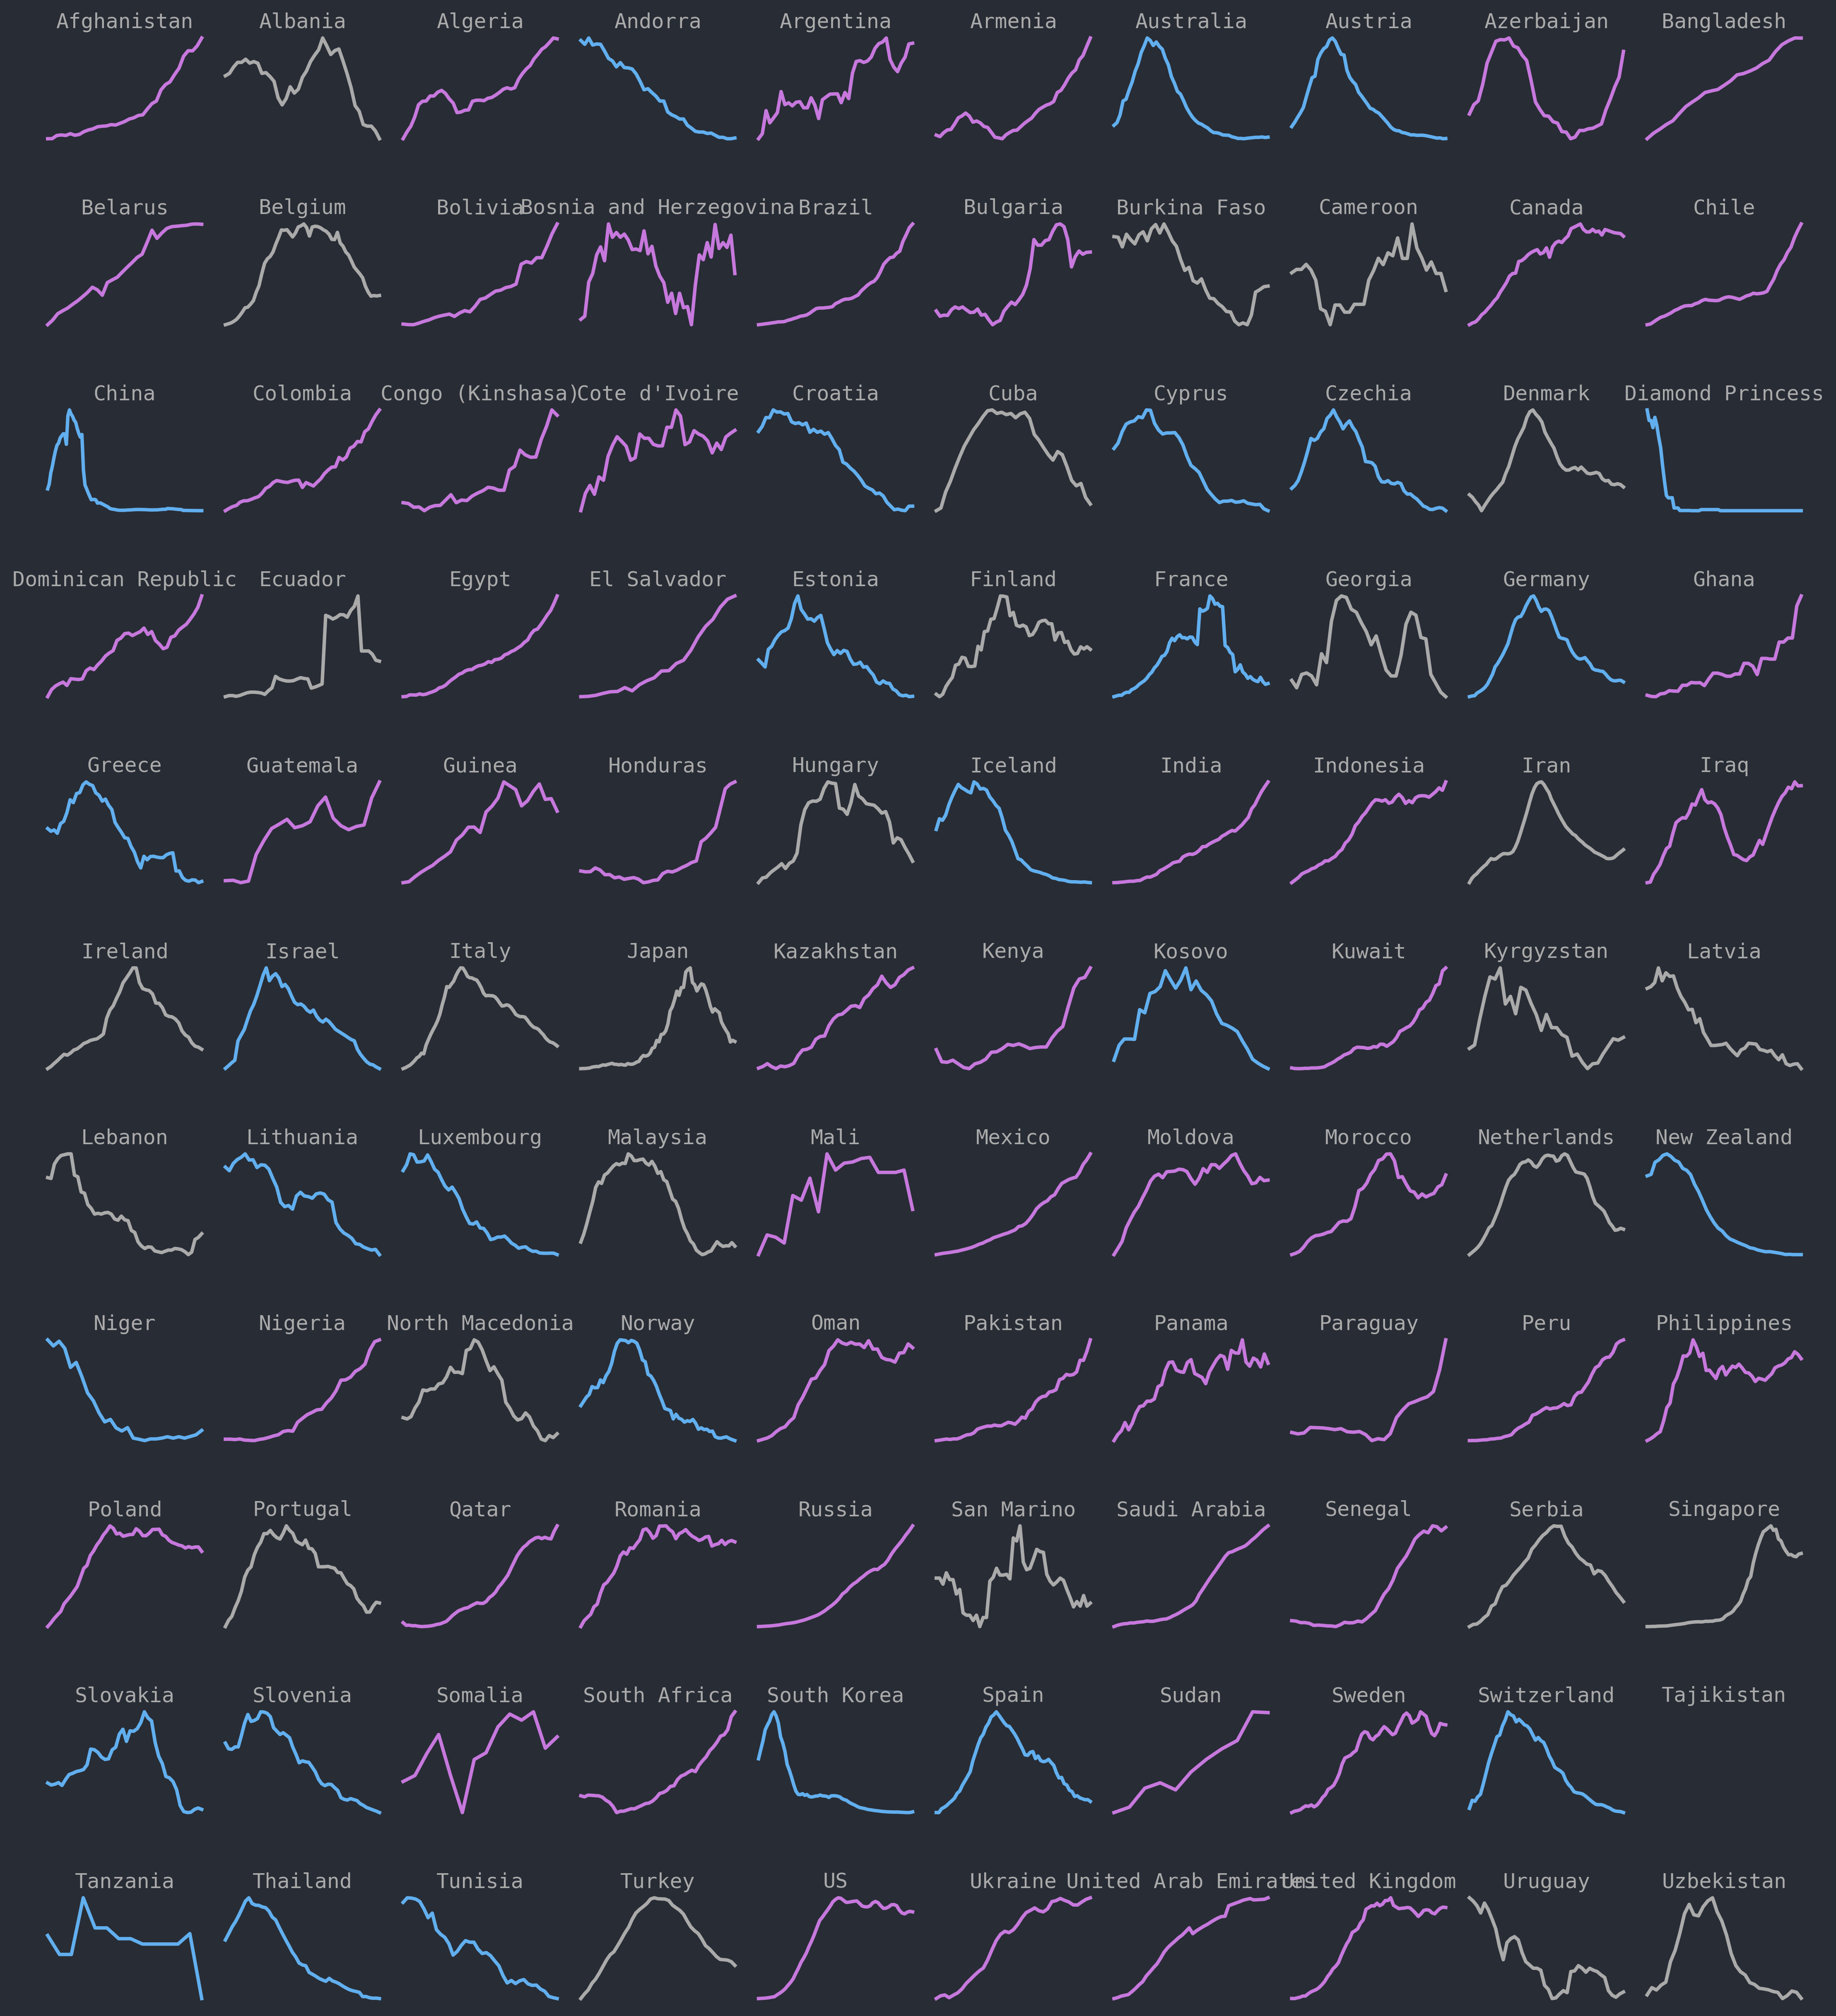 Afghanistan Albania Algeria Andorra Argentina Armenia Australia Austria Azerbaijan Bangladesh
Belarus Belgium Bolivia Bosnia and Herzegovina Brazil Bulgaria Burkina Faso Cameroon Canada Chile
China Colombia Congo (Kinshasa) Cote d'Ivoire Croatia Cuba Cyprus Czechia Denmark Diamond Princess
Dominican Republic Ecuador Egypt El Salvador Estonia Finland France Georgia Germany Ghana
Greece Guatemala Guinea Honduras Hungary Iceland India Indonesia Iran Iraq
Ireland Israel Italy Japan Kazakhstan Kenya Kosovo Kuwait Kyrgyzstan Latvia
Lebanon Lithuania Luxembourg Malaysia Mali Mexico Moldova Morocco Netherlands New Zealand
Niger Nigeria North Macedonia Norway Oman Pakistan Panama Paraguay Peru Philippines
Poland Portugal Qatar Romania Russia San Marino Saudi Arabia Senegal Serbia Singapore
Slovakia Slovenia Somalia South Africa South Korea Spain Sudan Sweden Switzerland Tajikistan
Tanzania Thailand Tunisia Turkey US Ukraine United Arab Emirates United Kingdom Uruguay Uzbekistan